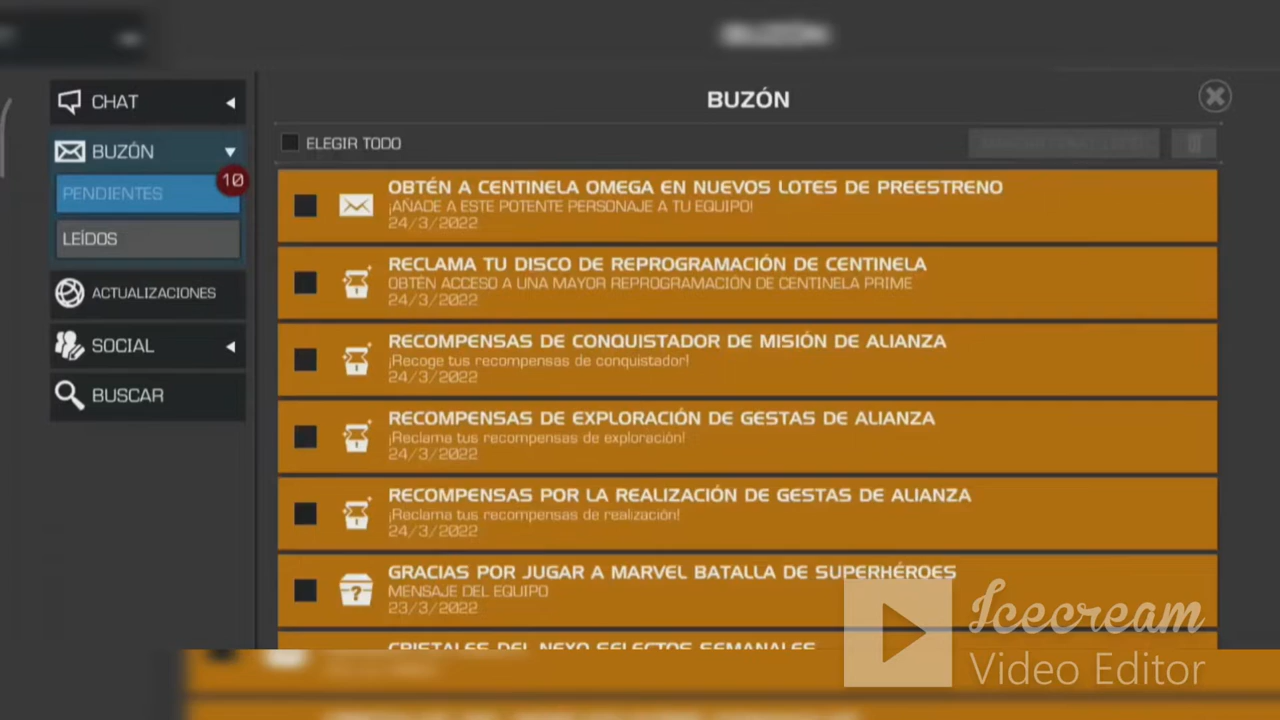 BUZÓN
CHAT
BUZÓN
10
PENDIENTES
LEÍDOS
ACTUALIZACIONES
SOCIAL
BUSCAR
BUZÓN
ELEGIR TODO
OBTÉN A CENTINELA OMEGA EN NUEVOS LOTES DE PREESTRENO
¡AÑADE A ESTE POTENTE PERSONAJE A TU EQUIPO!
24/3/2022
RECLAMA TU DISCO DE REPROGRAMACIÓN DE CENTINELA
OBTÉN ACCESO A UNA MAYOR REPROGRAMACIÓN DE CENTINELA PRIME
24/3/2022
RECOMPENSAS DE CONQUISTADOR DE MISIÓN DE ALIANZA
¡Recoge tus recompensas de conquistador!
24/3/2022
RECOMPENSAS DE EXPLORACIÓN DE GESTAS DE ALIANZA
¡Reclama tus recompensas de exploración!
24/3/2022
RECOMPENSAS POR LA REALIZACIÓN DE GESTAS DE ALIANZA
¡Reclama tus recompensas de realización!
24/3/2022
GRACIAS POR JUGAR A MARVEL BATALLA DE SUPERHÉROES
MENSAJE DEL EQUIPO
23/3/2022
CRISTALES DEL NEXO SELECTOS SEMANALES
Icecream
Video Editor